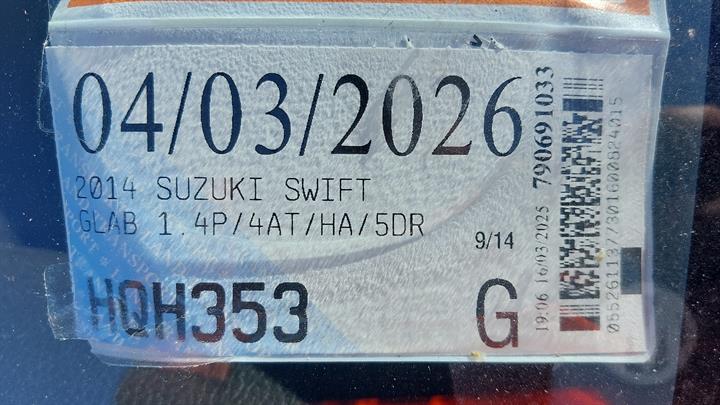 04/03/2026
2014 SUZUKI SWIFT
GLAB 1.4P/4AT/HA/5DR
9/14
HQH353
G
19:06 16/03/2025 790691033
0552611377301600824015